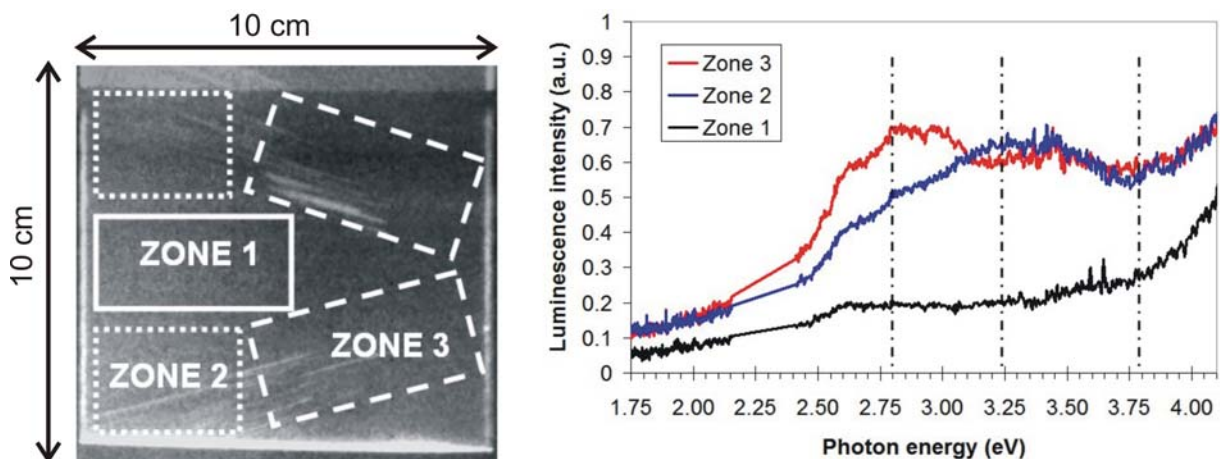 10 cm
10 cm
ZONE 1
ZONE 2
ZONE 3
Luminescence intensity (a.u.)
1
0.9
0.8
0.7
0.6
0.5
0.4
0.3
0.2
0.1
0
Zone 3
Zone 2
Zone 1
1.75 2.00 2.25 2.50 2.75 3.00 3.25 3.50 3.75 4.00
Photon energy (eV)